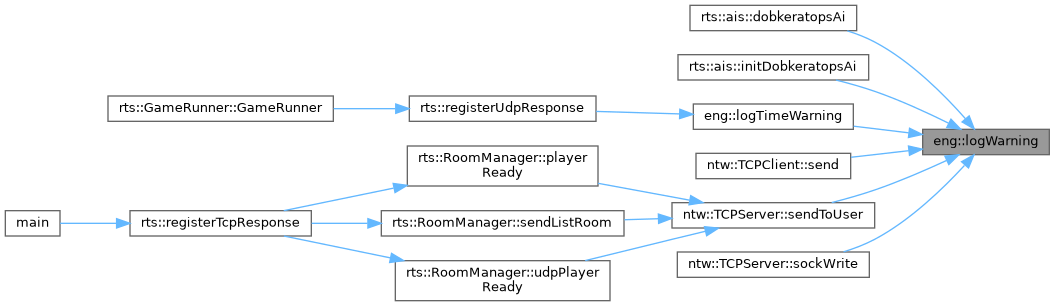 rts::ais::dobkeratopsAi
rts::ais::initDobkeratopsAi
rts::GameRunner::GameRunner
rts::registerUdpResponse
eng::logTimeWarning
eng::logWarning
ntw::TCPClient::send
rts::RoomManager::player
Ready
main
rts::registerTcpResponse
rts::RoomManager::sendListRoom
ntw::TCPServer::sendToUser
rts::RoomManager::udpPlayer
Ready
ntw::TCPServer::sockWrite